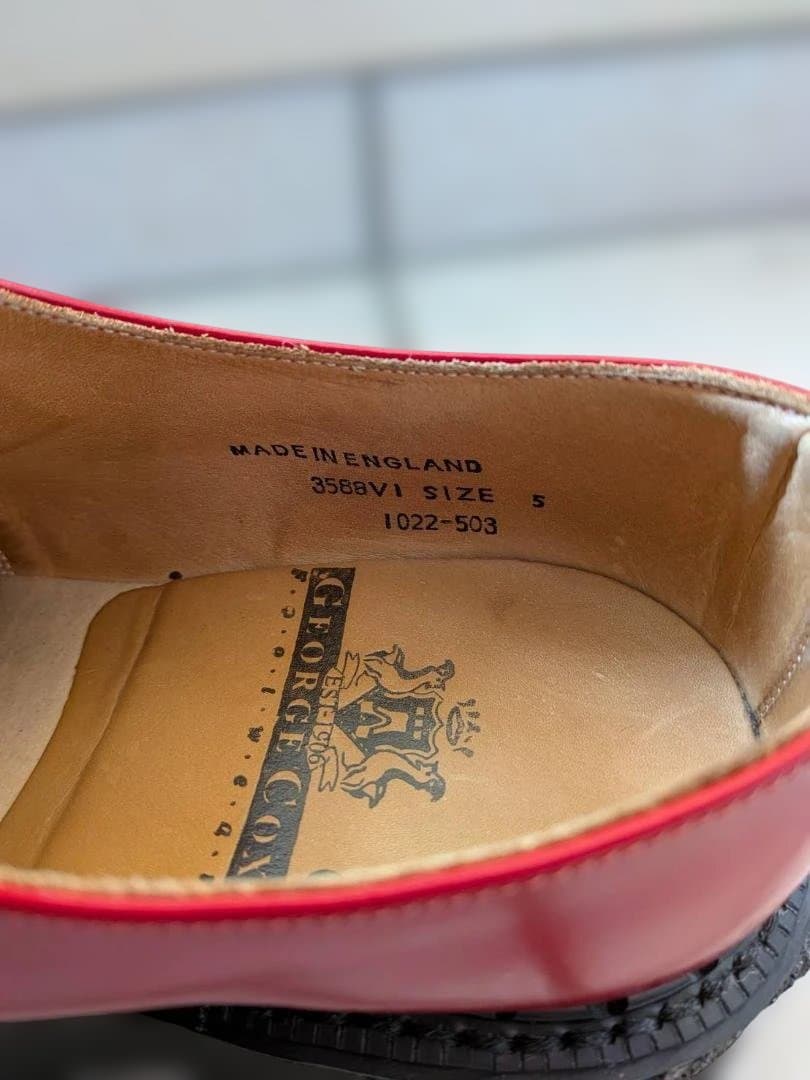 MADE IN ENGLAND
3588VI SIZE 5
1022-503
GEORGE COX
EST-1906